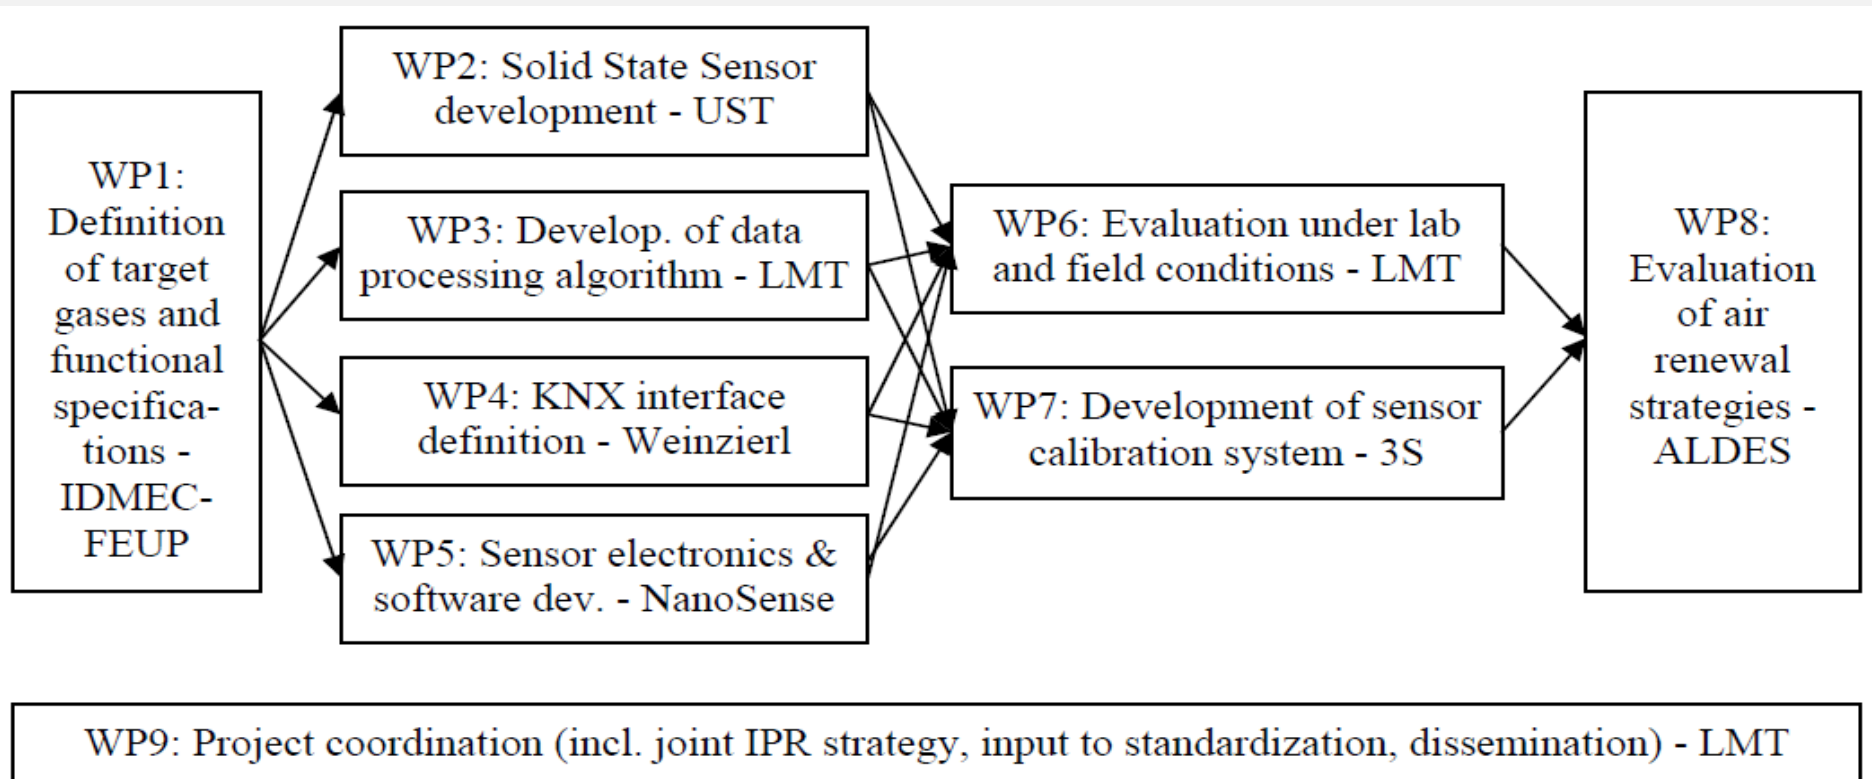 WP1:
Definition
of target
gases and
functional
specifica-
tions -
IDMEC-
FEUP
WP2: Solid State Sensor
development - UST
WP3: Develop. of data
processing algorithm - LMT
WP4: KNX interface
definition - Weinzierl
WP5: Sensor electronics &
software dev. - NanoSense
WP6: Evaluation under lab
and field conditions - LMT
WP7: Development of sensor
calibration system - 3S
WP8:
Evaluation
of air
renewal
strategies -
ALDES
WP9: Project coordination (incl. joint IPR strategy, input to standardization, dissemination) - LMT